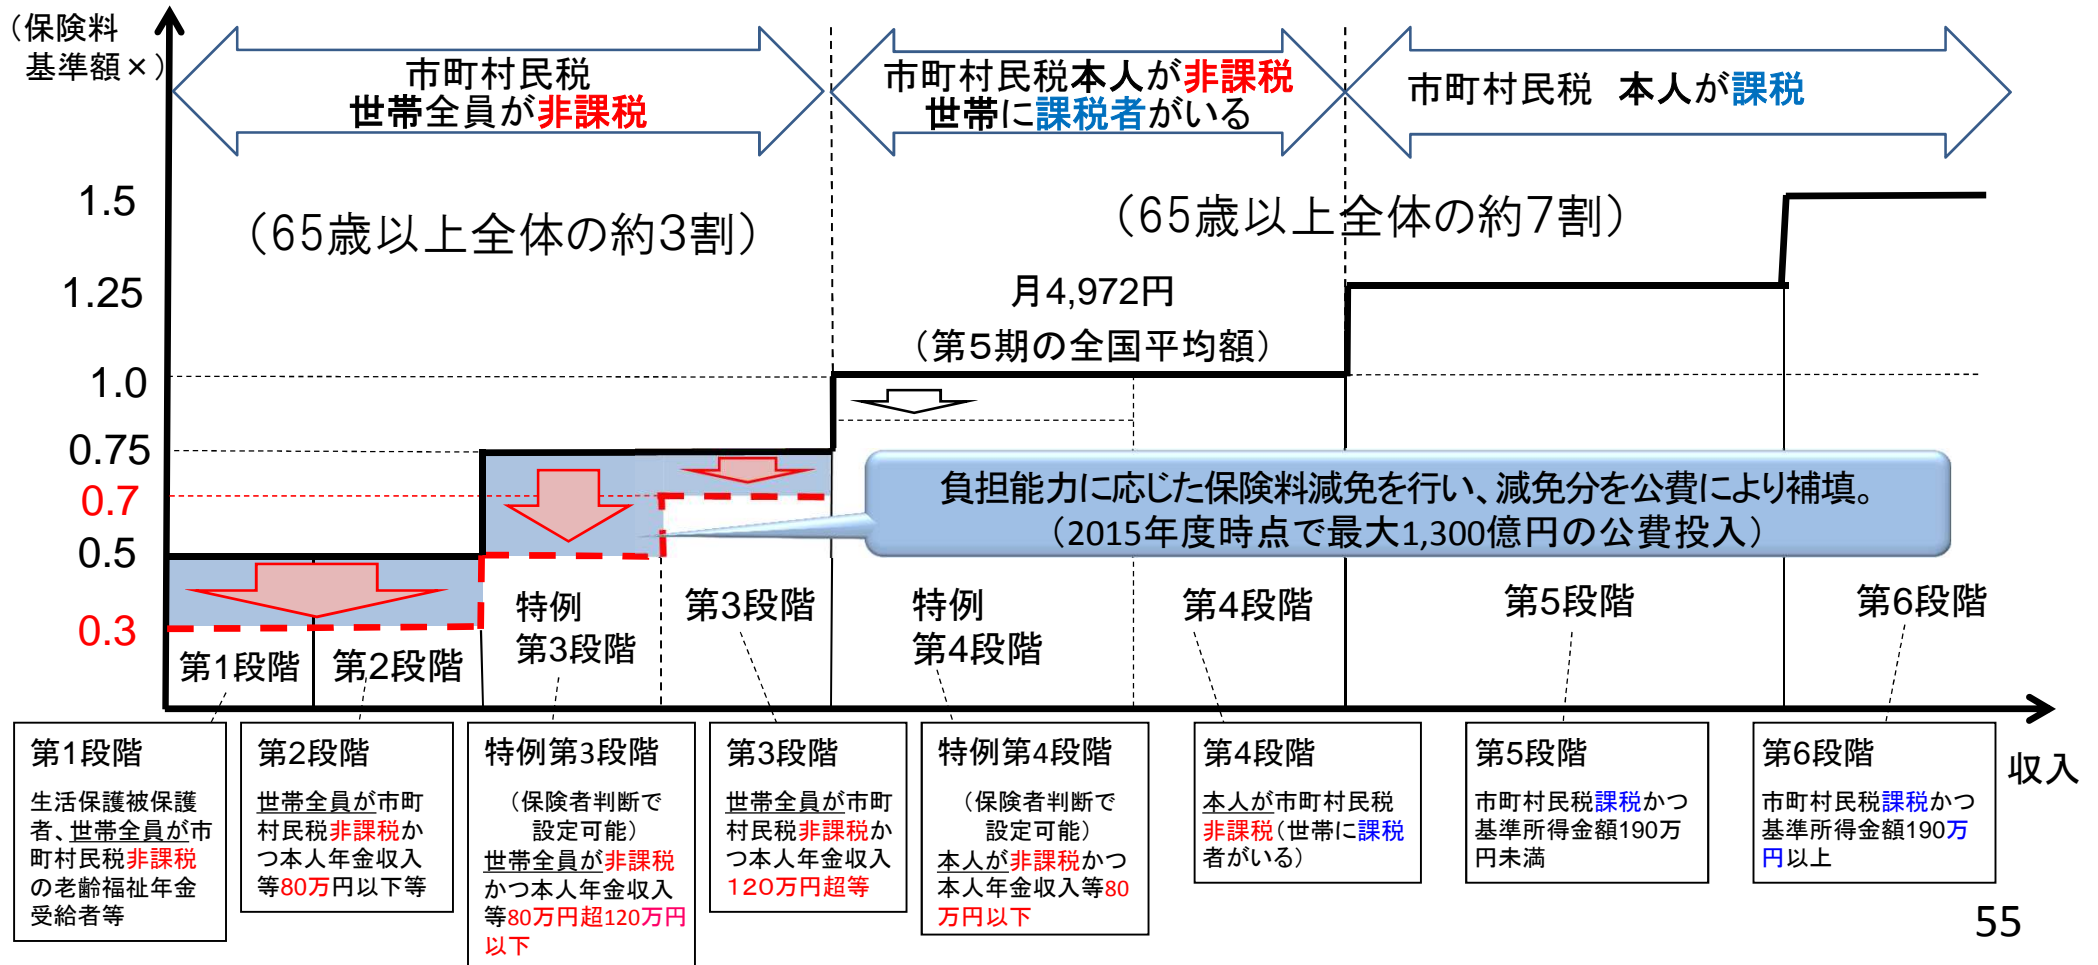 （保険料
基準額×）
市町村民税
世帯全員が非課税
市町村民税本人が非課税
世帯に課税者がいる
市町村民税　本人が課税
1.5
1.25
1.0
0.75
0.7
0.5
0.3
（65歳以上全体の約3割）
（65歳以上全体の約7割）
月4,972円
（第5期の全国平均額）
負担能力に応じた保険料減免を行い、減免分を公費により補填。
（2015年度時点で最大1,300億円の公費投入）
第1段階
第2段階
特例
第3段階
第3段階
特例
第4段階
第4段階
第5段階
第6段階
収入
第1段階
生活保護被保護
者、世帯全員が市
町村民税非課税
の老齢福祉年金
受給者等
第2段階
世帯全員が市町
村民税非課税か
つ本人年金収入
等80万円以下等
特例第3段階
（保険者判断で
設定可能）
世帯全員が非課税
かつ本人年金収入
等80万円超120万円
以下
第3段階
世帯全員が市町
村民税非課税か
つ本人年金収入
１２０万円超等
特例第4段階
（保険者判断で
設定可能）
本人が非課税かつ
本人年金収入等80
万円以下
第4段階
本人が市町村民税
非課税（世帯に課税
者がいる）
第5段階
市町村民税課税かつ
基準所得金額190万
円未満
第6段階
市町村民税課税かつ
基準所得金額190万
円以上
55